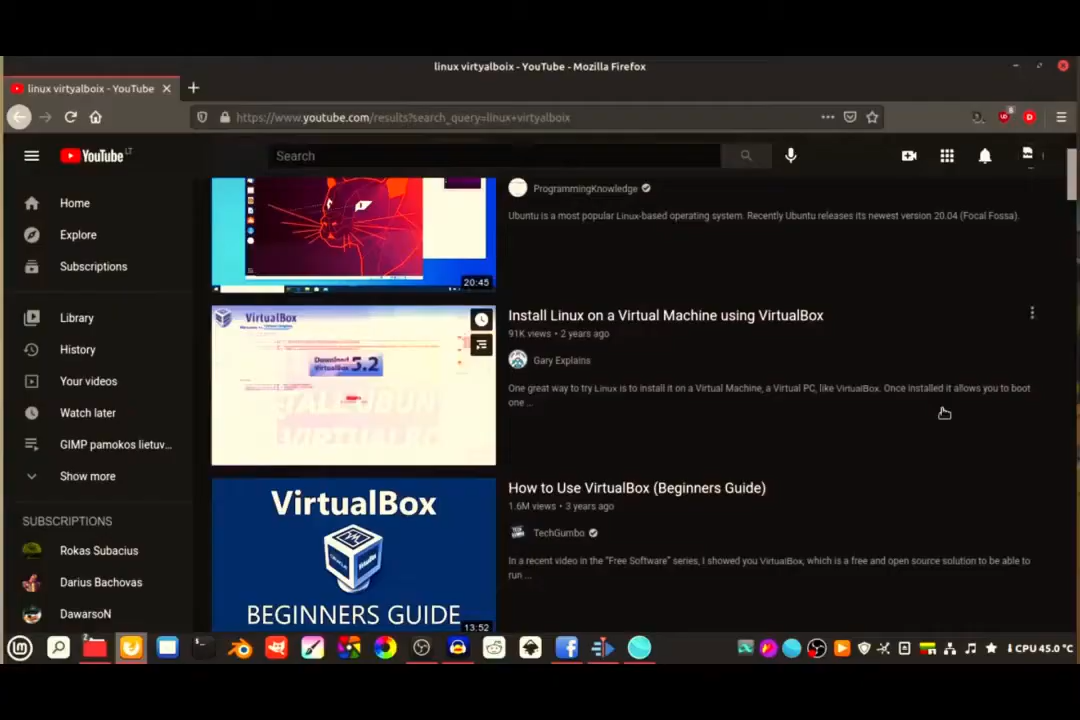 linux virtyalboix - YouTube - Mozilla Firefox
linux virtyalboix - YouTube
https://www.youtube.com/results?search_query=linux+virtyalboix
8
D
YouTube LT
Search
Home
Explore
Subscriptions
Library
History
Your videos
Watch later
GIMP pamokos lietuv...
Show more
SUBSCRIPTIONS
Rokas Subacius
Darius Bachovas
DawarsoN
20:45
ProgrammingKnowledge
Ubuntu is a most popular Linux-based operating system. Recently Ubuntu releases its newest version 20.04 (Focal Fossa).
VirtualBox
Download
VirtualBox 5.2
Install Linux on a Virtual Machine using VirtualBox
91K views • 2 years ago
Gary Explains
One great way to try Linux is to install it on a Virtual Machine, a Virtual PC, like VirtualBox. Once installed it allows you to boot
one ...
VirtualBox
BEGINNERS GUIDE
13:52
How to Use VirtualBox (Beginners Guide)
1.6M views • 3 years ago
TechGumbo
In a recent video in the "Free Software" series, I showed you VirtualBox, which is a free and open source solution to be able to
run ...
2
CPU 45.0 °C